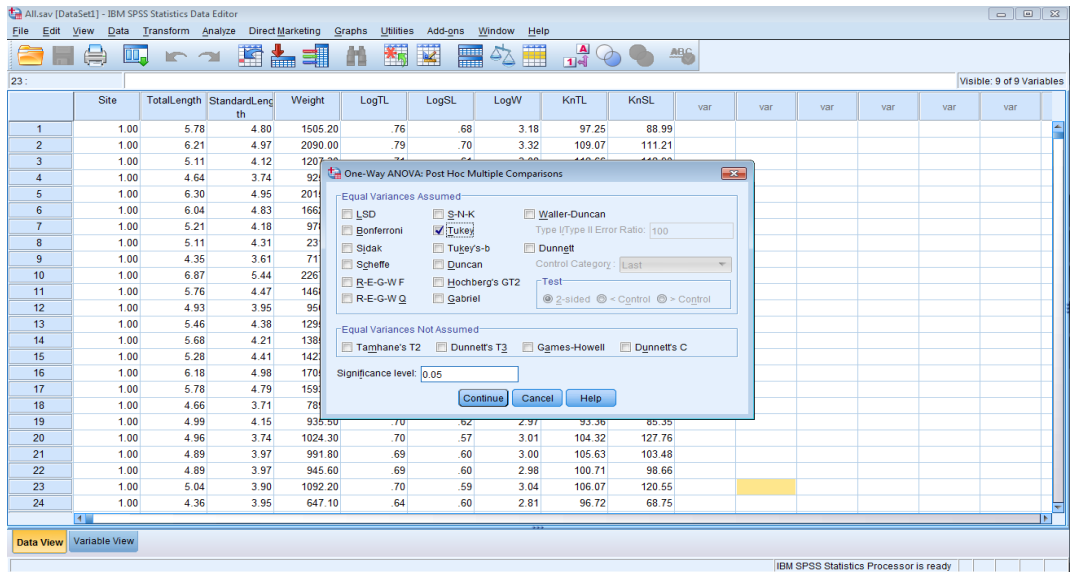 All.sav [DataSet1] - IBM SPSS Statistics Data Editor
File Edit View Data Transform Analyze Direct Marketing Graphs Utilities Add-ons Window Help
23 : Visible: 9 of 9 Variables
Site TotalLength StandardLeng Weight LogTL LogSL LogW KnTL KnSL var var var var var var
th
1 1.00 5.78 4.80 1505.20 .76 .68 3.18 97.25 88.99
2 1.00 6.21 4.97 2090.00 .79 .70 3.32 109.07 111.21
3 1.00 5.11 4.12
4 1.00 4.64 3.74
5 1.00 6.30 4.95
6 1.00 6.04 4.83
7 1.00 5.21 4.18
8 1.00 5.11 4.31
9 1.00 4.35 3.61
10 1.00 6.87 5.44
11 1.00 5.76 4.47
12 1.00 4.93 3.95
13 1.00 5.46 4.38
14 1.00 5.68 4.21
15 1.00 5.28 4.41
16 1.00 6.18 4.98
17 1.00 5.78 4.79
18 1.00 4.66 3.71
19 1.00 4.99 4.15 935.50 .70 .62 2.97 93.36 85.35
20 1.00 4.96 3.74 1024.30 .70 .57 3.01 104.32 127.76
21 1.00 4.89 3.97 991.80 .69 .60 3.00 105.63 103.48
22 1.00 4.89 3.97 945.60 .69 .60 2.98 100.71 98.66
23 1.00 5.04 3.90 1092.20 .70 .59 3.04 106.07 120.55
24 1.00 4.36 3.95 647.10 .64 .60 2.81 96.72 68.75
One-Way ANOVA: Post Hoc Multiple Comparisons
Equal Variances Assumed
LSD S-N-K Waller-Duncan
Bonferroni Tukey Type I/Type II Error Ratio: 100
Sidak Tukey's-b Dunnett
Scheffe Duncan Control Category : Last
R-E-G-W F Hochberg's GT2 Test
R-E-G-W Q Gabriel 2-sided < Control > Control
Equal Variances Not Assumed
Tamhane's T2 Dunnett's T3 Games-Howell Dunnett's C
Significance level: 0.05
Continue Cancel Help
Data View Variable View
IBM SPSS Statistics Processor is ready